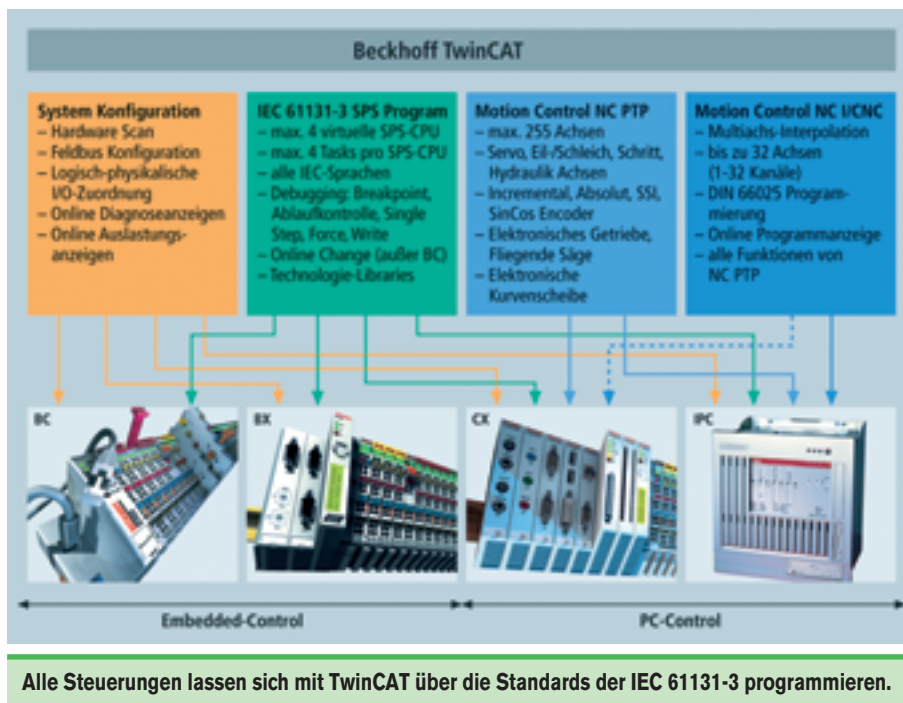 Beckhoff TwinCAT
System Konfiguration
– Hardware Scan
– Feldbus Konfiguration
– Logisch-physikalische
I/O-Zuordnung
– Online Diagnoseanzeigen
– Online Auslastungs-
anzeigen
IEC 61131-3 SPS Program
– max. 4 virtuelle SPS-CPU
– max. 4 Tasks pro SPS-CPU
– alle IEC-Sprachen
– Debugging: Breakpoint,
Ablaufkontrolle, Single
Step, Force, Write
– Online Change (außer BC)
– Technologie-Libraries
Motion Control NC PTP
– max. 255 Achsen
– Servo, Eil-/Schleich, Schritt,
Hydraulik Achsen
– Incremental, Absolut, SSI,
SinCos Encoder
– Elektronisches Getriebe,
Fliegende Säge
– Elektronische
Kurvenscheibe
Motion Control NC I/CNC
– Multiachs-Interpolation
– bis zu 32 Achsen
(1-32 Kanäle)
– DIN 66025 Program-
mierung
– Online Programmanzeige
– alle Funktionen von
NC PTP
BC
BX
CX
IPC
Embedded-Control
PC-Control
Alle Steuerungen lassen sich mit TwinCAT über die Standards der IEC 61131-3 programmieren.